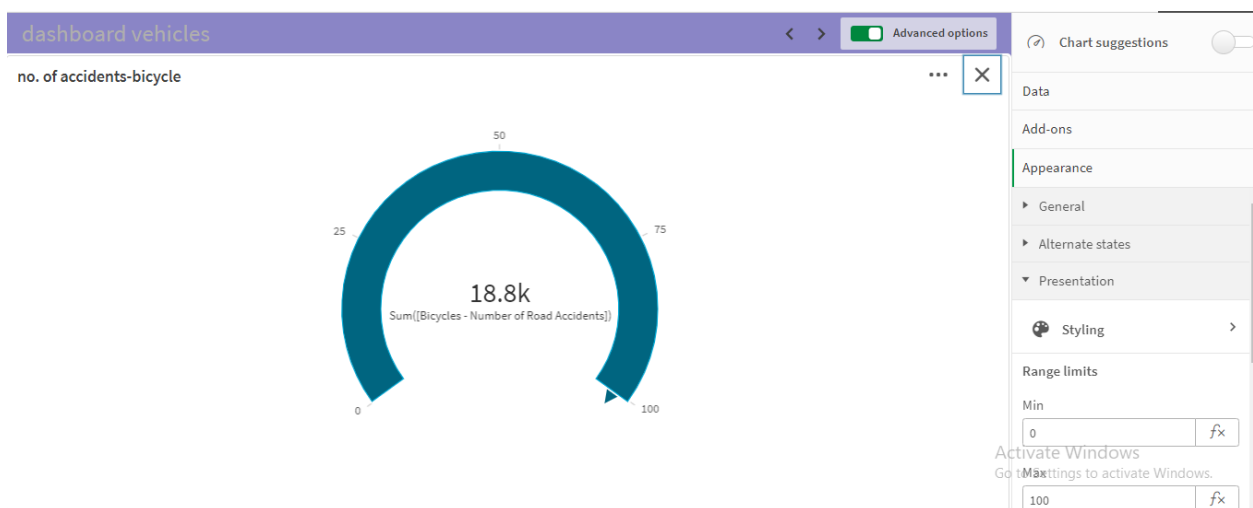 dashboard vehicles
Advanced options
no. of accidents-bicycle
50
25
75
18.8k
Sum([Bicycles - Number of Road Accidents])
0
100
Chart suggestions
Data
Add-ons
Appearance
General
Alternate states
Presentation
Styling
Range limits
Min
0
fx
Activate Windows
Go to Settings to activate Windows.
Max
100
fx